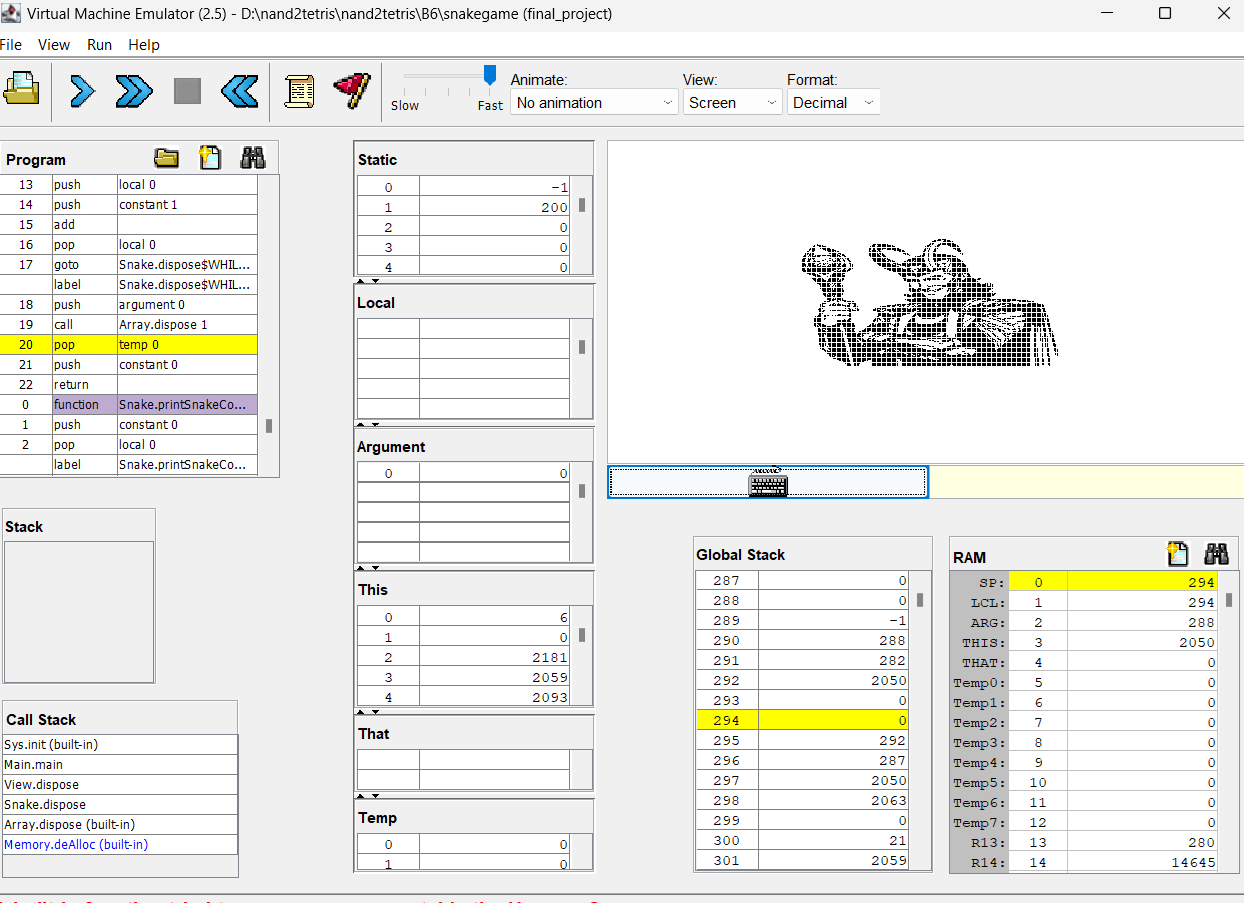 Virtual Machine Emulator (2.5) - D:\nand2tetris\nand2tetris\B6\snakegame (final_project)
File View Run Help
Slow Fast
Animate: View: Format:
No animation Screen Decimal
Program
13 push local 0
14 push constant 1
15 add
16 pop local 0
17 goto Snake.dispose$WHIL...
label Snake.dispose$WHIL...
18 push argument 0
19 call Array.dispose 1
20 pop temp 0
21 push constant 0
22 return
0 function Snake.printSnakeCo...
1 push constant 0
2 pop local 0
label Snake.printSnakeCo...
Stack
Call Stack
Sys.init (built-in)
Main.main
View.dispose
Snake.dispose
Array.dispose (built-in)
Memory.deAlloc (built-in)
Static
0 -1
1 200
2 0
3 0
4 0
Local
Argument
0 0
This
0 6
1 0
2 2181
3 2059
4 2093
That
Temp
0 0
1 0
Global Stack
287 0
288 0
289 -1
290 288
291 282
292 2050
293 0
294 0
295 292
296 287
297 2050
298 2063
299 0
300 21
301 2059
RAM
SP: 0 294
LCL: 1 294
ARG: 2 288
THIS: 3 2050
THAT: 4 0
Temp0: 5 0
Temp1: 6 0
Temp2: 7 0
Temp3: 8 0
Temp4: 9 0
Temp5: 10 0
Temp6: 11 0
Temp7: 12 0
R13: 13 280
R14: 14 14645